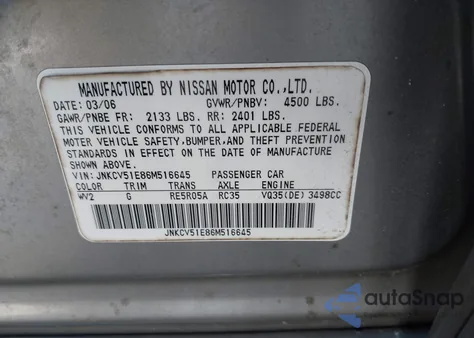 MANUFACTURED BY NISSAN MOTOR CO.,LTD.
DATE: 03/06 GVWR/PNBV: 4500 LBS.
GAWR/PNBE FR: 2133 LBS. RR: 2401 LBS.
THIS VEHICLE CONFORMS TO ALL APPLICABLE FEDERAL
MOTOR VEHICLE SAFETY,BUMPER,AND THEFT PREVENTION
STANDARDS IN EFFECT ON THE DATE OF MANUFACTURE
SHOWN ABOVE.
VIN: JNKCV51E86M516645 PASSENGER CAR
COLOR TRIM TRANS AXLE ENGINE
WV2 G RE5R05A RC35 VQ35(DE) 3498CC
JNKCV51E86M516645
autoSnap